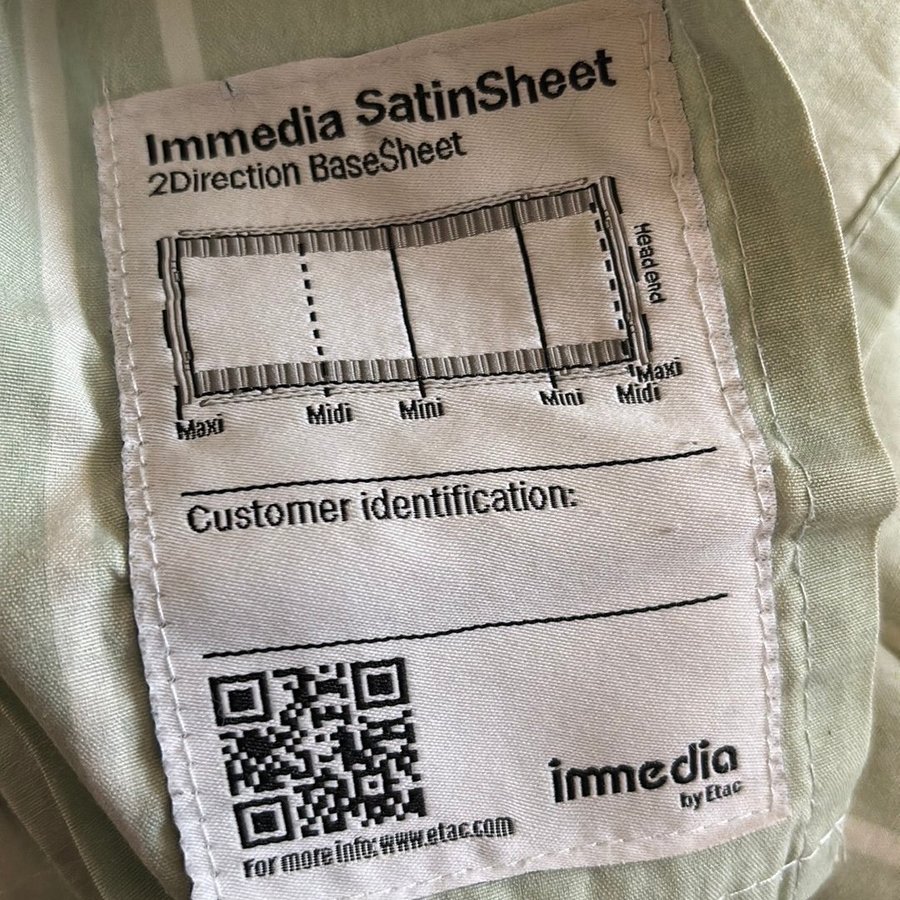 Immedia SatinSheet
2Direction BaseSheet
Head end
Maxi
Midi
Mini
Mini
Midi
Maxi
Customer identification:
immedia
by Etac
For more info: www.etac.com